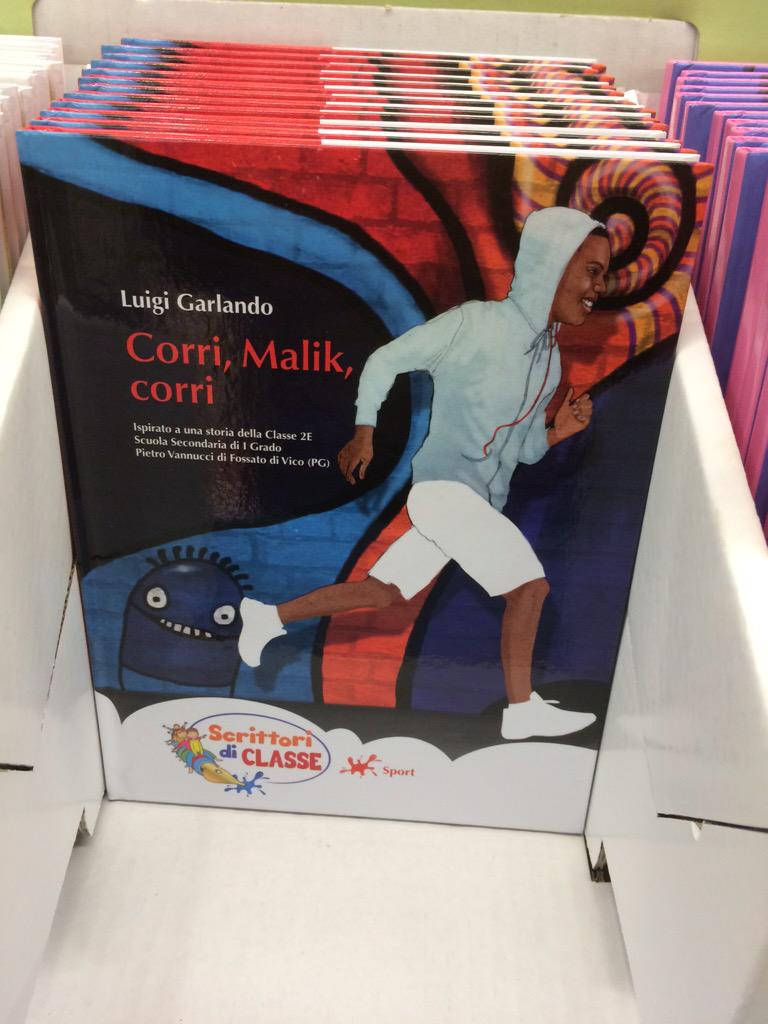 Luigi Garlando
Corri, Malik,
corri
Ispirato a una storia della Classe 2E
Scuola Secondaria di I Grado
Pietro Vannucci di Fossato di Vico (PG)
Scrittori
di CLASSE
Sport